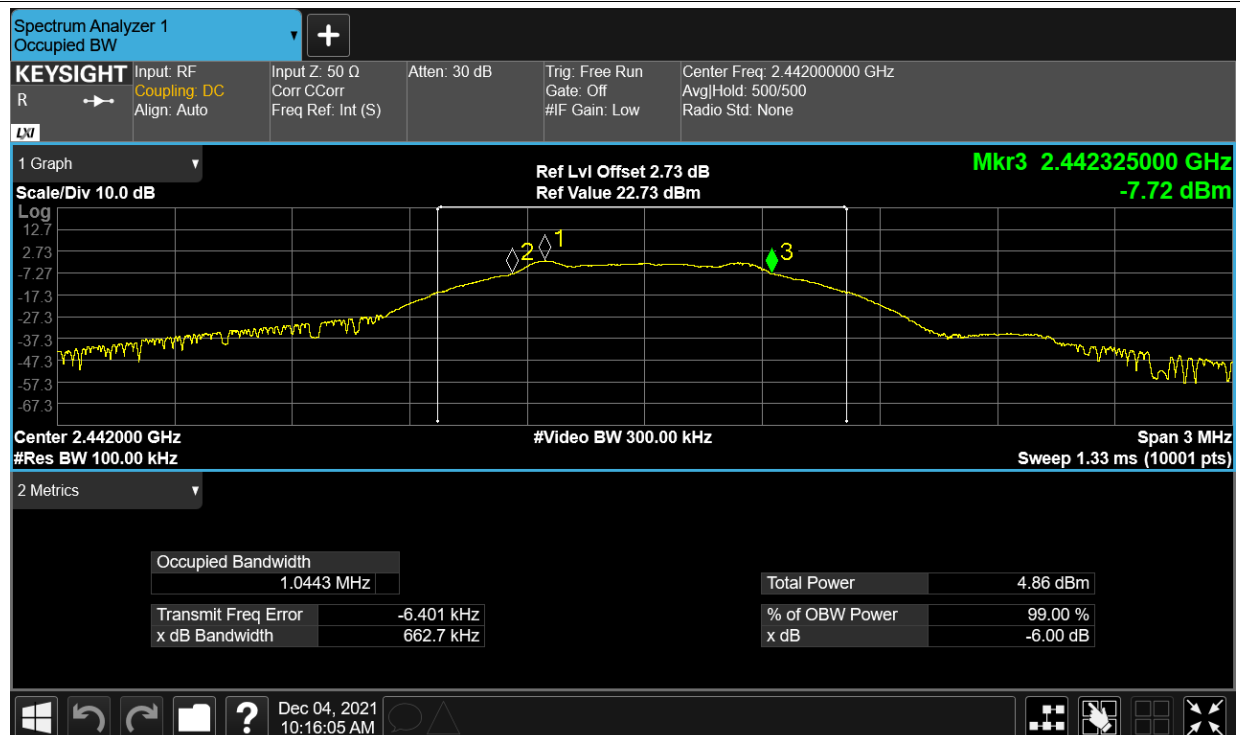 Spectrum Analyzer 1
Occupied BW
KEYSIGHT
R
LXI
Input: RF
Coupling: DC
Align: Auto
Input Z: 50 Ω
Corr CCorr
Freq Ref: Int (S)
Atten: 30 dB
Trig: Free Run
Gate: Off
#IF Gain: Low
Center Freq: 2.442000000 GHz
Avg|Hold: 500/500
Radio Std: None
1 Graph
Scale/Div 10.0 dB
Ref Lvl Offset 2.73 dB
Ref Value 22.73 dBm
Mkr3 2.442325000 GHz
-7.72 dBm
Log
12.7
2.73
-7.27
-17.3
-27.3
-37.3
-47.3
-57.3
-67.3
2
1
3
Center 2.442000 GHz
#Res BW 100.00 kHz
#Video BW 300.00 kHz
Span 3 MHz
Sweep 1.33 ms (10001 pts)
2 Metrics
Occupied Bandwidth
1.0443 MHz
Transmit Freq Error -6.401 kHz
x dB Bandwidth 662.7 kHz
Total Power 4.86 dBm
% of OBW Power 99.00 %
x dB -6.00 dB
?
Dec 04, 2021
10:16:05 AM